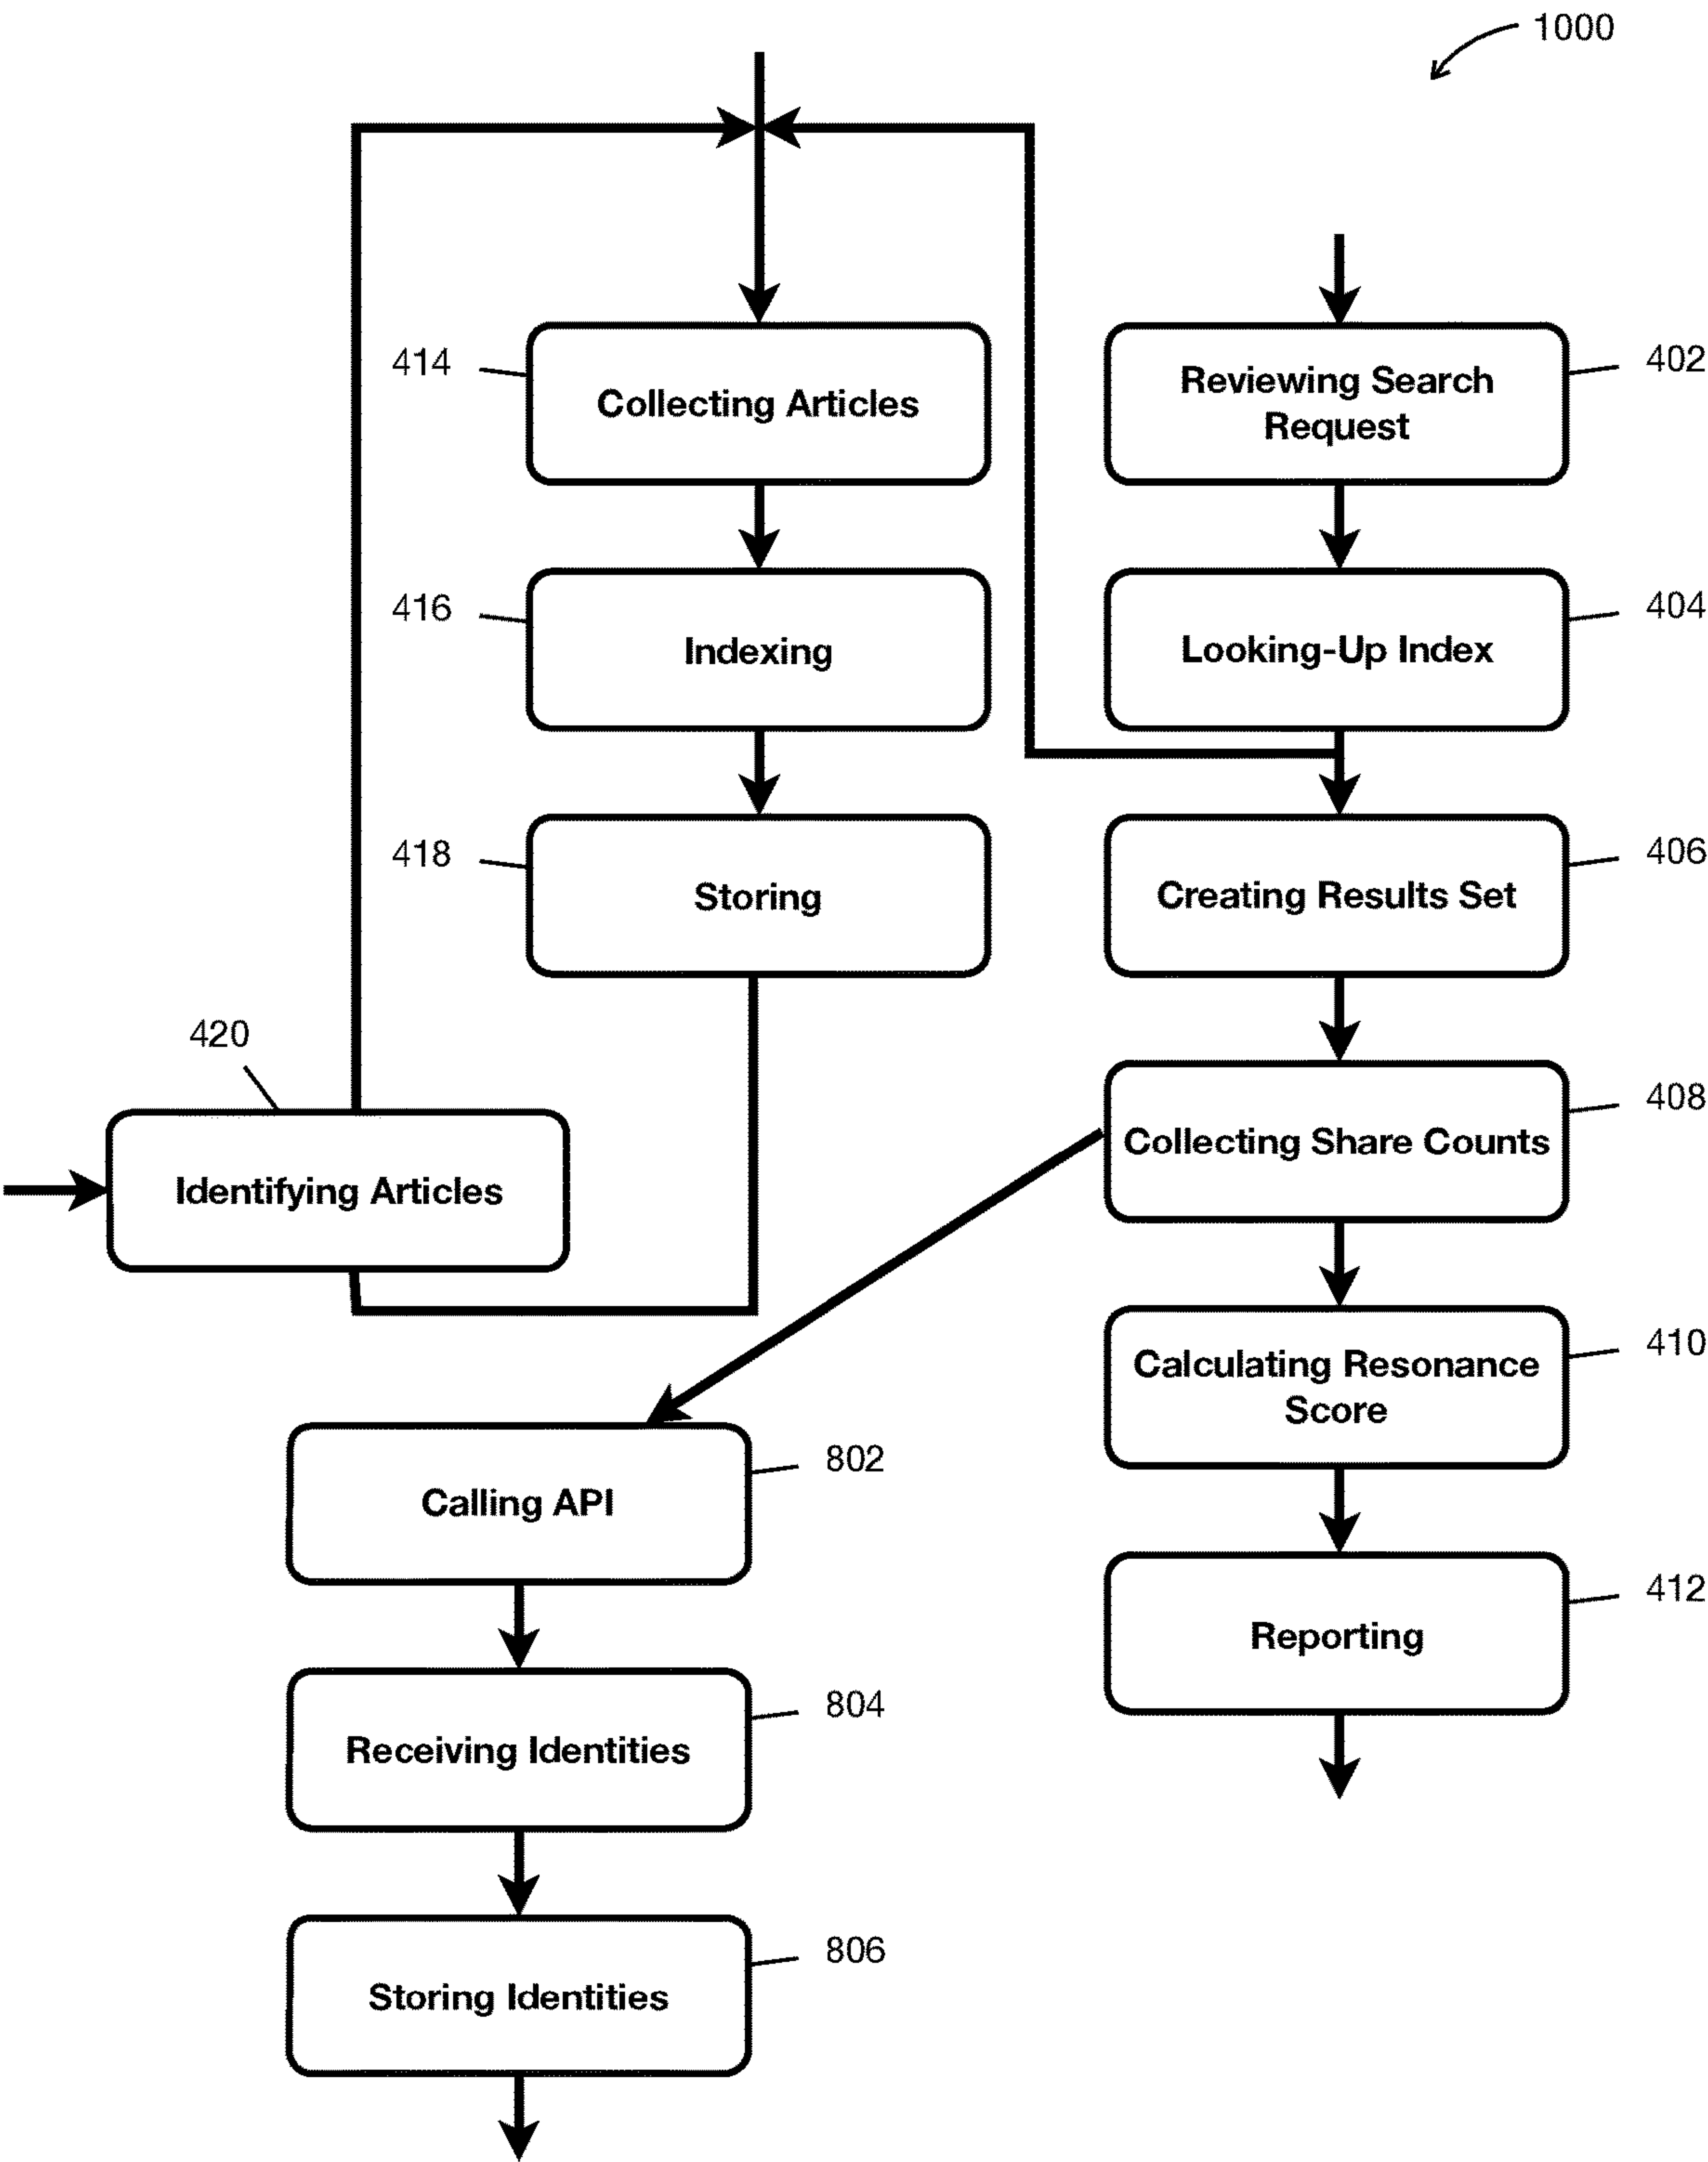 1000
414
Collecting Articles
402
Reviewing Search
Request
416
Indexing
404
Looking-Up Index
418
Storing
406
Creating Results Set
420
Identifying Articles
408
Collecting Share Counts
410
Calculating Resonance
Score
802
Calling API
412
Reporting
804
Receiving Identities
806
Storing Identities